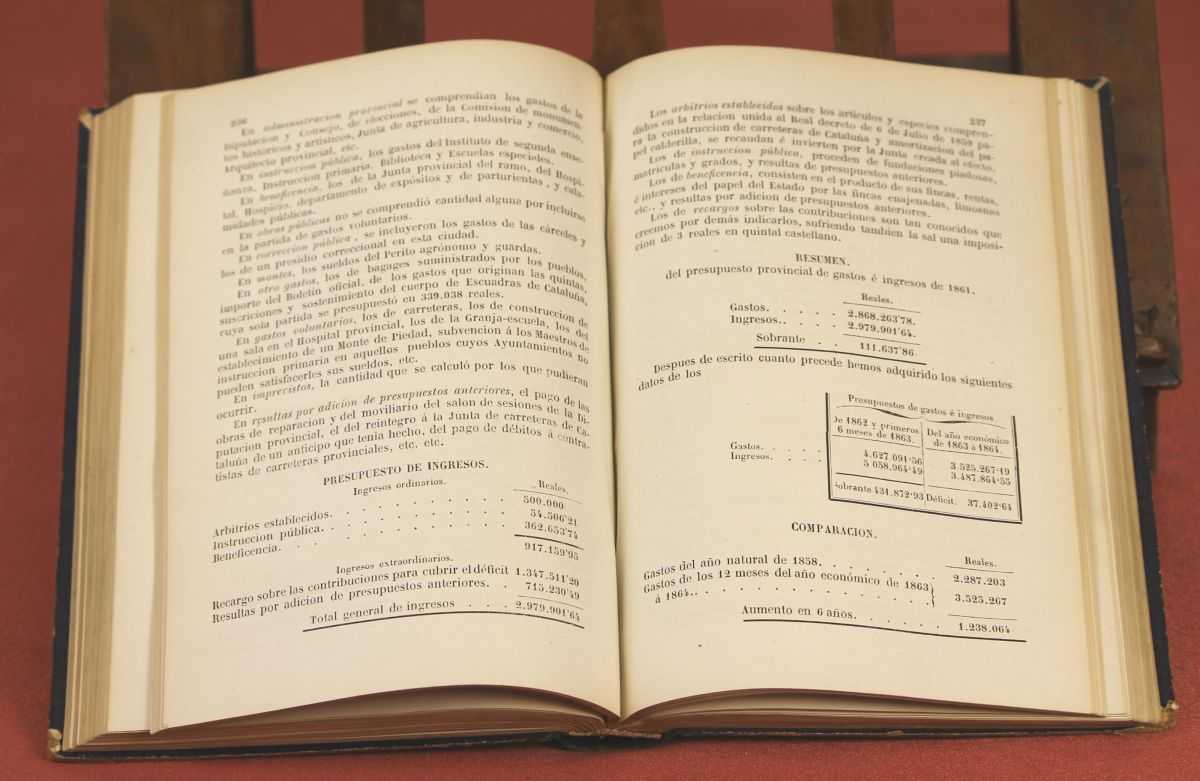 236
En administracion provincial se comprendian los gastos de la
Diputacion y Consejo, de elecciones, de la Comision de monumen-
tos históricos y artísticos, Junta de agricultura, industria y comercio,
Arquitecto provincial, etc.
En instruccion pública, los gastos del Instituto de segunda ense-
ñanza, Instruccion primaria, Biblioteca y Escuelas especiales.
En beneficencia, los de la Junta provincial del ramo, del Hospi-
tal, Hospicio, departamento de expósitos y de parturientas, y cala-
midades públicas.
En obras públicas no se comprendió cantidad alguna por incluirse
en la partida de gastos voluntarios.
En correccion pública, se incluyeron los gastos de las cárceles y
los de un presidio correccional en esta ciudad.
En montes, los sueldos del Perito agrónomo y guardas.
En otro gastos, los de bagages suministrados por los pueblos,
importe del Boletin oficial, de los gastos que originan las quintas,
suscriciones y sostenimiento del cuerpo de Escuadras de Cataluña,
cuya sola partida se presupuestó en 339.038 reales.
En gastos voluntarios, los de carreteras, los de construccion de
una sala en el Hospital provincial, los de la Granja-escuela, los del
establecimiento de un Monte de Piedad, subvencion á los Maestros de
instruccion primaria en aquellos pueblos cuyos Ayuntamientos no
pueden satisfacerles sus sueldos, etc.
En imprevistos, la cantidad que se calculó por los que pudieran
ocurrir.
En resultas por adicion de presupuestos anteriores, el pago de las
obras de reparacion y del moviliario del salon de sesiones de la Di-
putacion provincial, el del reintegro á la Junta de carreteras de Ca-
taluña de un anticipo que tenia hecho, del pago de débitos á contra-
tistas de carreteras provinciales, etc. etc.
PRESUPUESTO DE INGRESOS.
Ingresos ordinarios.
Reales.
Arbitrios establecidos. . . . . . . . 500.000
Instruccion pública. . . . . . . . . 54.506'21
Beneficencia. . . . . . . . . . 362.653'74
917.159'95
Ingresos extraordinarios.
Recargo sobre las contribuciones para cubrir el déficit 1.347.511'20
Resultas por adicion de presupuestos anteriores. . 715.230'49
Total general de ingresos . . . 2.979.901'64
237
Los arbitrios establecidos sobre los artículos y especies compren-
didos en la relacion unida al Real decreto de 6 de Julio de 1859 pa-
ra la construccion de carreteras de Cataluña y amortizacion del pa-
pel calderilla, se recaudan é invierten por la Junta creada al efecto.
Los de instruccion pública, proceden de fundaciones piadosas,
matrículas y grados, y resultas de presupuestos anteriores.
Los de beneficencia, consisten en el producto de sus fincas, rentas,
é intereses del papel del Estado por las fincas enajenadas, limosnas
etc.. y resultas por adicion de presupuestos anteriores.
Los de recargos sobre las contribuciones son tan conocidos que
creemos por demás indicarlos, sufriendo tambien la sal una imposi-
cion de 3 reales en quintal castellano.
RESUMEN.
del presupuesto provincial de gastos é ingresos de 1861.
Reales.
Gastos. . . . . 2.868.263'78.
Ingresos. . . . . 2.979.901'64.
Sobrante . . 111.637'86
Despues de escrito cuanto precede hemos adquirido los siguientes
datos de los
Presupuestos de gastos é ingresos
De 1862 y primeros 6 meses de 1863. Del año económico de 1863 á 1864.
Gastos. . . . . 4.627.091'56 3.525.267'19
Ingresos. . . . 5 058.964'49 3.487.864'55
Sobrante 431.872'93 Déficit. 37.402'64
COMPARACION.
Reales.
Gastos del año natural de 1858. . . . . . . . 2.287.203
Gastos de los 12 meses del año económico de 1863
á 1864. . . . . . . . . . . . . 3.525.267
Aumento en 6 años. . . . . . 1.238.064